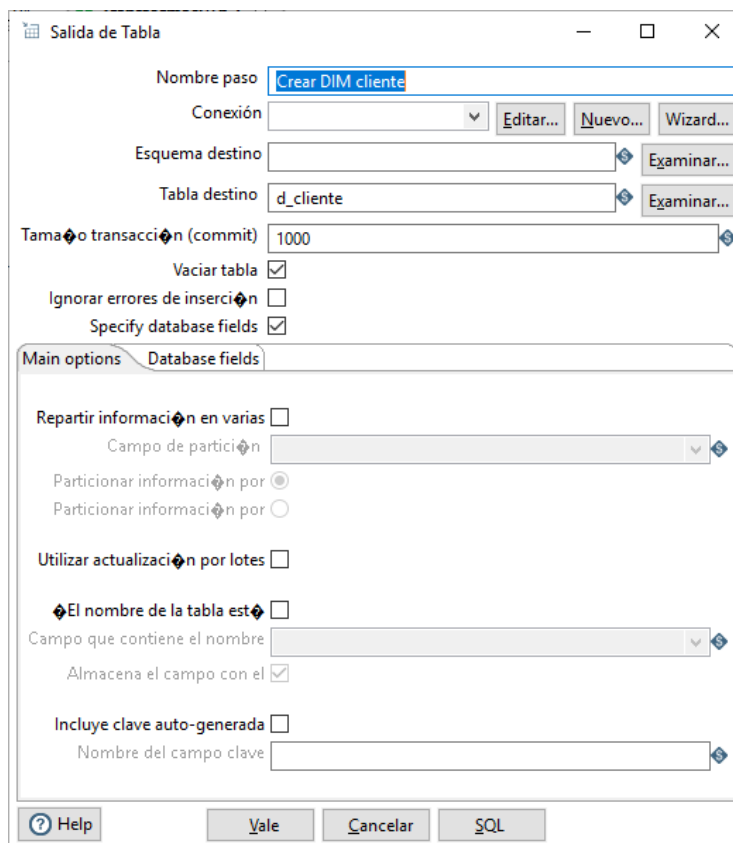 Salida de Tabla
Nombre paso Crear DIM cliente
Conexión Editar... Nuevo... Wizard...
Esquema destino Examinar...
Tabla destino d_cliente Examinar...
Tama�o transacci�n (commit) 1000
Vaciar tabla
Ignorar errores de inserci�n
Specify database fields
Main options Database fields
Repartir informaci�n en varias
Campo de partici�n
Particionar informaci�n por
Particionar informaci�n por
Utilizar actualizaci�n por lotes
�El nombre de la tabla est�
Campo que contiene el nombre
Almacena el campo con el
Incluye clave auto-generada
Nombre del campo clave
Help Vale Cancelar SQL